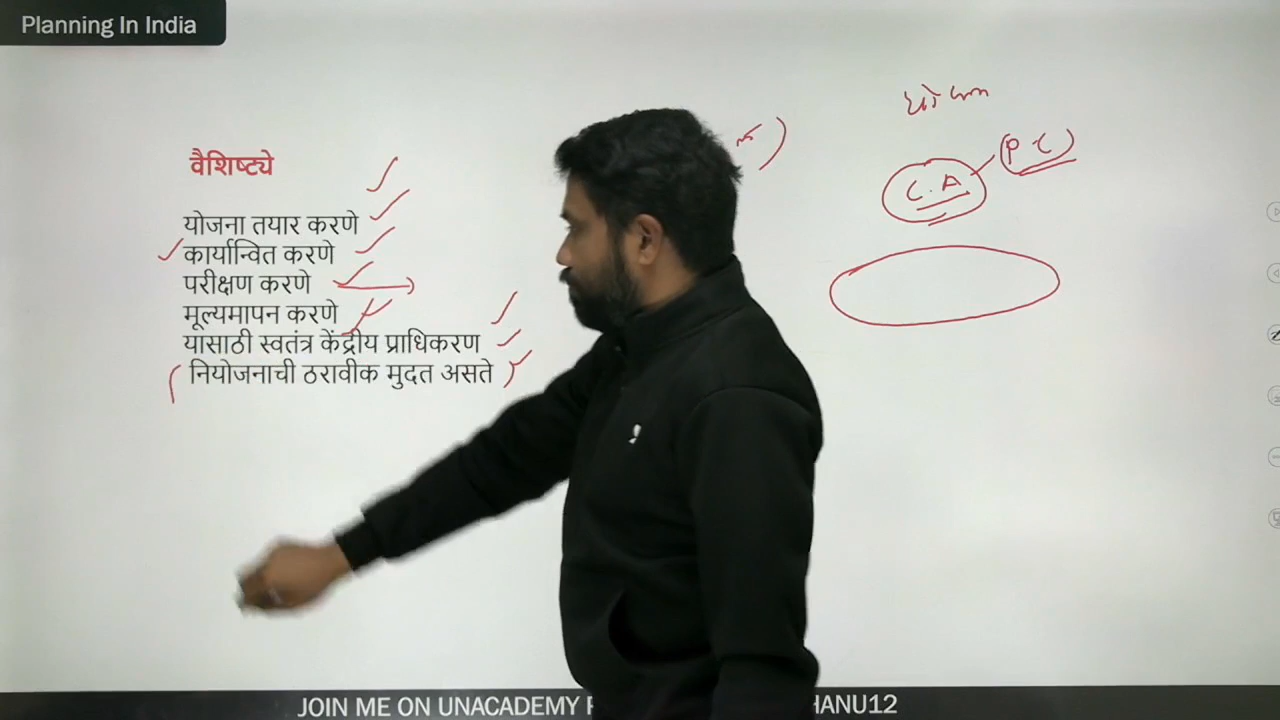 Planning In India
वैशिष्ट्ये
योजना तयार करणे
कार्यान्वित करणे
परीक्षण करणे
मूल्यमापन करणे
यासाठी स्वतंत्र केंद्रीय प्राधिकरण
नियोजनाची ठरावीक मुदत असते
P C
C.A
JOIN ME ON UNACADEMY
HANU12